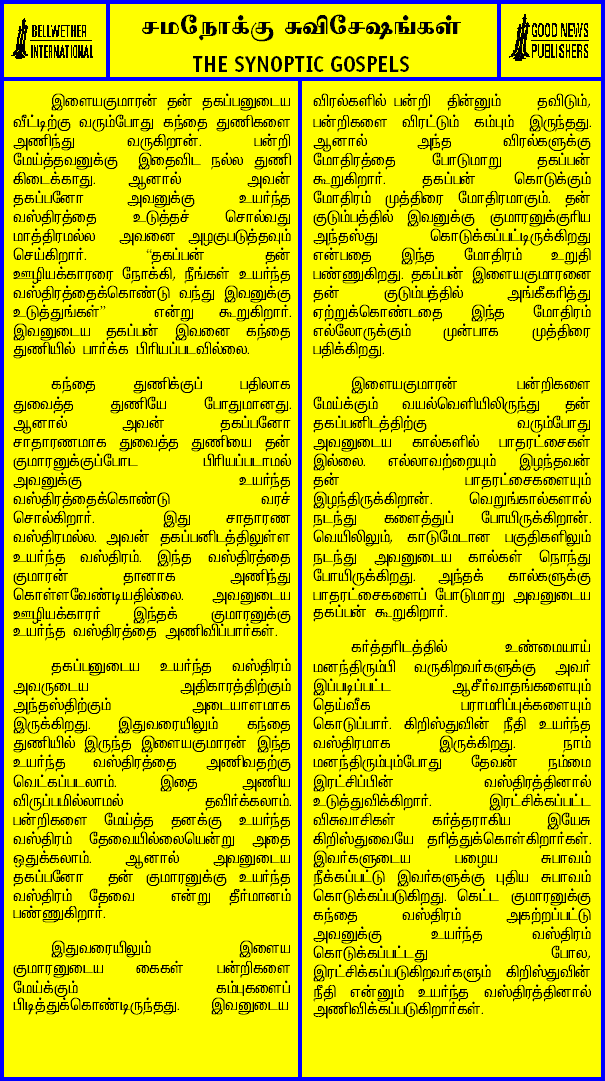 BELLWETHER
INTERNATIONAL
சமநோக்கு சுவிசேஷங்கள்
THE SYNOPTIC GOSPELS
GOOD NEWS
PUBLISHERS
இளையகுமாரன் தன் தகப்பனுடைய
வீட்டிற்கு வரும்போது கந்தை துணிகளை
அணிந்து வருகிறான். பன்றி
மேய்த்தவனுக்கு இதைவிட நல்ல துணி
கிடைக்காது. ஆனால் அவன்
தகப்பனோ அவனுக்கு உயர்ந்த
வஸ்திரத்தை உடுத்தச் சொல்வது
மாத்திரமல்ல அவனை அழகுபடுத்தவும்
செய்கிறார். “தகப்பன் தன்
ஊழியக்காரரை நோக்கி, நீங்கள் உயர்ந்த
வஸ்திரத்தைக்கொண்டு வந்து இவனுக்கு
உடுத்துங்கள்” என்று கூறுகிறார்.
இவனுடைய தகப்பன் இவனை கந்தை
துணியில் பார்க்க பிரியப்படவில்லை.
கந்தை துணிக்குப் பதிலாக
துவைத்த துணியே போதுமானது.
ஆனால் அவன் தகப்பனோ
சாதாரணமாக துவைத்த துணியை தன்
குமாரனுக்குப்போட பிரியப்படாமல்
அவனுக்கு உயர்ந்த
வஸ்திரத்தைக்கொண்டு வரச்
சொல்கிறார். இது சாதாரண
வஸ்திரமல்ல. அவன் தகப்பனிடத்திலுள்ள
உயர்ந்த வஸ்திரம். இந்த வஸ்திரத்தை
குமாரன் தானாக அணிந்து
கொள்ளவேண்டியதில்லை. அவனுடைய
ஊழியக்காரர் இந்தக் குமாரனுக்கு
உயர்ந்த வஸ்திரத்தை அணிவிப்பார்கள்.
தகப்பனுடைய உயர்ந்த வஸ்திரம்
அவருடைய அதிகாரத்திற்கும்
அந்தஸ்திற்கும் அடையாளமாக
இருக்கிறது. இதுவரையிலும் கந்தை
துணியில் இருந்த இளையகுமாரன் இந்த
உயர்ந்த வஸ்திரத்தை அணிவதற்கு
வெட்கப்படலாம். இதை அணிய
விருப்பமில்லாமல் தவிர்க்கலாம்.
பன்றிகளை மேய்த்த தனக்கு உயர்ந்த
வஸ்திரம் தேவையில்லையென்று அதை
ஒதுக்கலாம். ஆனால் அவனுடைய
தகப்பனோ தன் குமாரனுக்கு உயர்ந்த
வஸ்திரம் தேவை என்று தீர்மானம்
பண்ணுகிறார்.
இதுவரையிலும் இளைய
குமாரனுடைய கைகள் பன்றிகளை
மேய்க்கும் கம்புகளைப்
பிடித்துக்கொண்டிருந்தது. இவனுடைய
விரல்களில் பன்றி தின்னும் தவிடும்,
பன்றிகளை விரட்டும் கம்பும் இருந்தது.
ஆனால் அந்த விரல்களுக்கு
மோதிரத்தை போடுமாறு தகப்பன்
கூறுகிறார். தகப்பன் கொடுக்கும்
மோதிரம் முத்திரை மோதிரமாகும். தன்
குடும்பத்தில் இவனுக்கு குமாரனுக்குரிய
அந்தஸ்து கொடுக்கப்பட்டிருக்கிறது
என்பதை இந்த மோதிரம் உறுதி
பண்ணுகிறது. தகப்பன் இளையகுமாரனை
தன் குடும்பத்தில் அங்கீகரித்து
ஏற்றுக்கொண்டதை இந்த மோதிரம்
எல்லோருக்கும் முன்பாக முத்திரை
பதிக்கிறது.
இளையகுமாரன் பன்றிகளை
மேய்க்கும் வயல்வெளியிலிருந்து தன்
தகப்பனிடத்திற்கு வரும்போது
அவனுடைய கால்களில் பாதரட்சைகள்
இல்லை. எல்லாவற்றையும் இழந்தவன்
தன் பாதரட்சைகளையும்
இழந்திருக்கிறான். வெறுங்கால்களால்
நடந்து களைத்துப் போயிருக்கிறான்.
வெயிலிலும், காடுமேடான பகுதிகளிலும்
நடந்து அவனுடைய கால்கள் நொந்து
போயிருக்கிறது. அந்தக் கால்களுக்கு
பாதரட்சைகளைப் போடுமாறு அவனுடைய
தகப்பன் கூறுகிறார்.
கர்த்தரிடத்தில் உண்மையாய்
மனந்திரும்பி வருகிறவர்களுக்கு அவர்
இப்படிப்பட்ட ஆசீர்வாதங்களையும்
தெய்வீக பராமரிப்புக்களையும்
கொடுப்பார். கிறிஸ்துவின் நீதி உயர்ந்த
வஸ்திரமாக இருக்கிறது. நாம்
மனந்திரும்பும்போது தேவன் நம்மை
இரட்சிப்பின் வஸ்திரத்தினால்
உடுத்துவிக்கிறார். இரட்சிக்கப்பட்ட
விசுவாசிகள் கர்த்தராகிய இயேசு
கிறிஸ்துவையே தரித்துக்கொள்கிறார்கள்.
இவர்களுடைய பழைய சுபாவம்
நீக்கப்பட்டு இவர்களுக்கு புதிய சுபாவம்
கொடுக்கப்படுகிறது. கெட்ட குமாரனுக்கு
கந்தை வஸ்திரம் அகற்றப்பட்டு
அவனுக்கு உயர்ந்த வஸ்திரம்
கொடுக்கப்பட்டது போல,
இரட்சிக்கப்படுகிறவர்களும் கிறிஸ்துவின்
நீதி என்னும் உயர்ந்த வஸ்திரத்தினால்
அணிவிக்கப்படுகிறார்கள்.